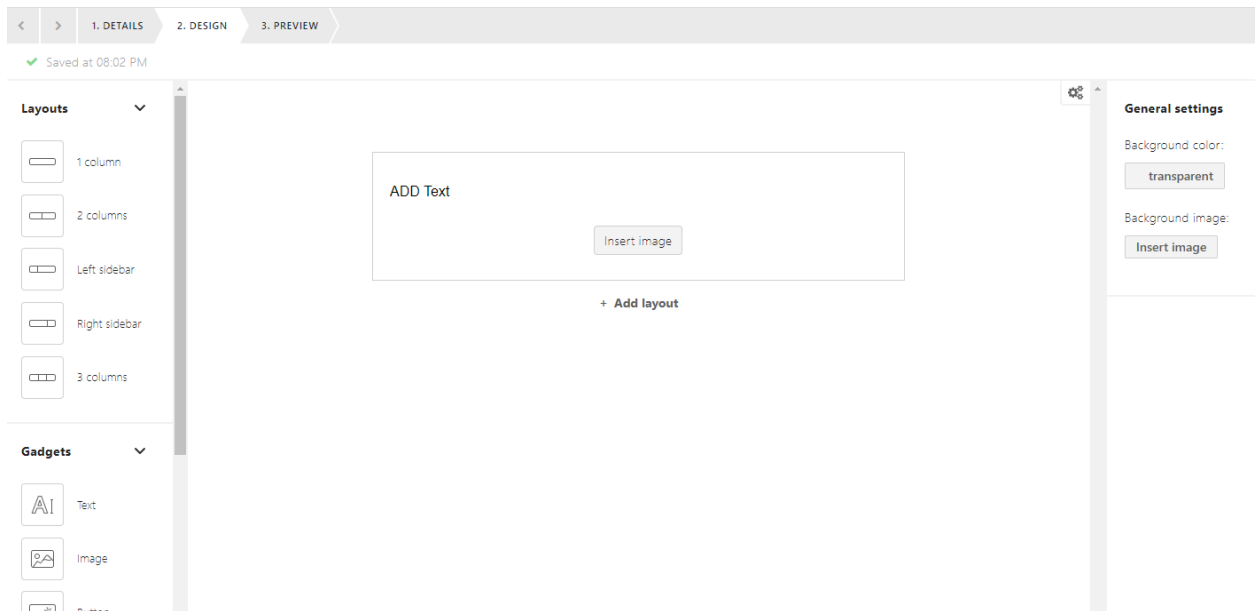 1. DETAILS
2. DESIGN
3. PREVIEW
Saved at 08:02 PM
Layouts
1 column
2 columns
Left sidebar
Right sidebar
3 columns
Gadgets
Text
Image
ADD Text
Insert image
+ Add layout
General settings
Background color:
transparent
Background image:
Insert image